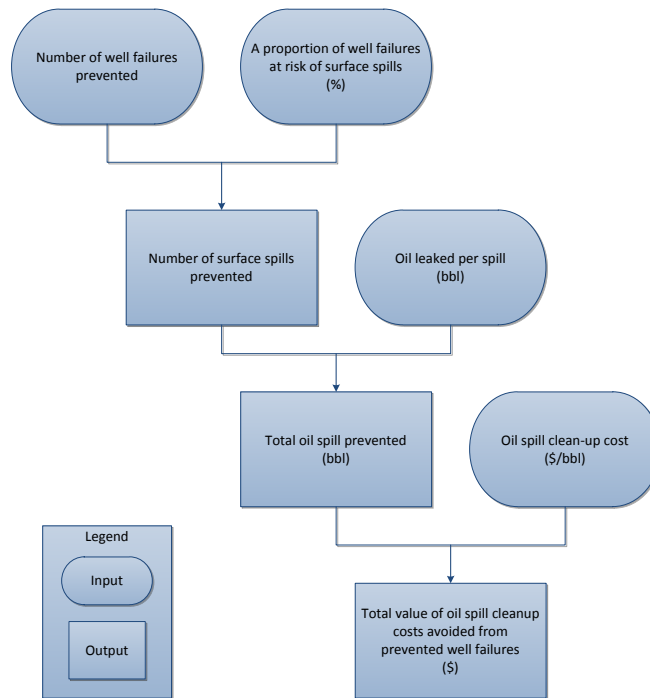 Number of well failures
prevented
A proportion of well failures
at risk of surface spills
(%)
Number of surface spills
prevented
Oil leaked per spill
(bbl)
Total oil spill prevented
(bbl)
Oil spill clean-up cost
($/bbl)
Legend
Input
Output
Total value of oil spill cleanup
costs avoided from
prevented well failures
($)